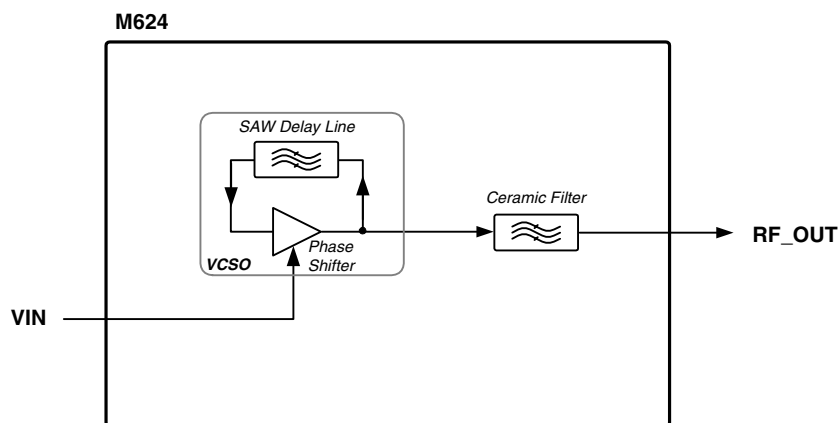 M624
SAW Delay Line
Ceramic Filter
RF_OUT
Phase
Shifter
VCSO
VIN